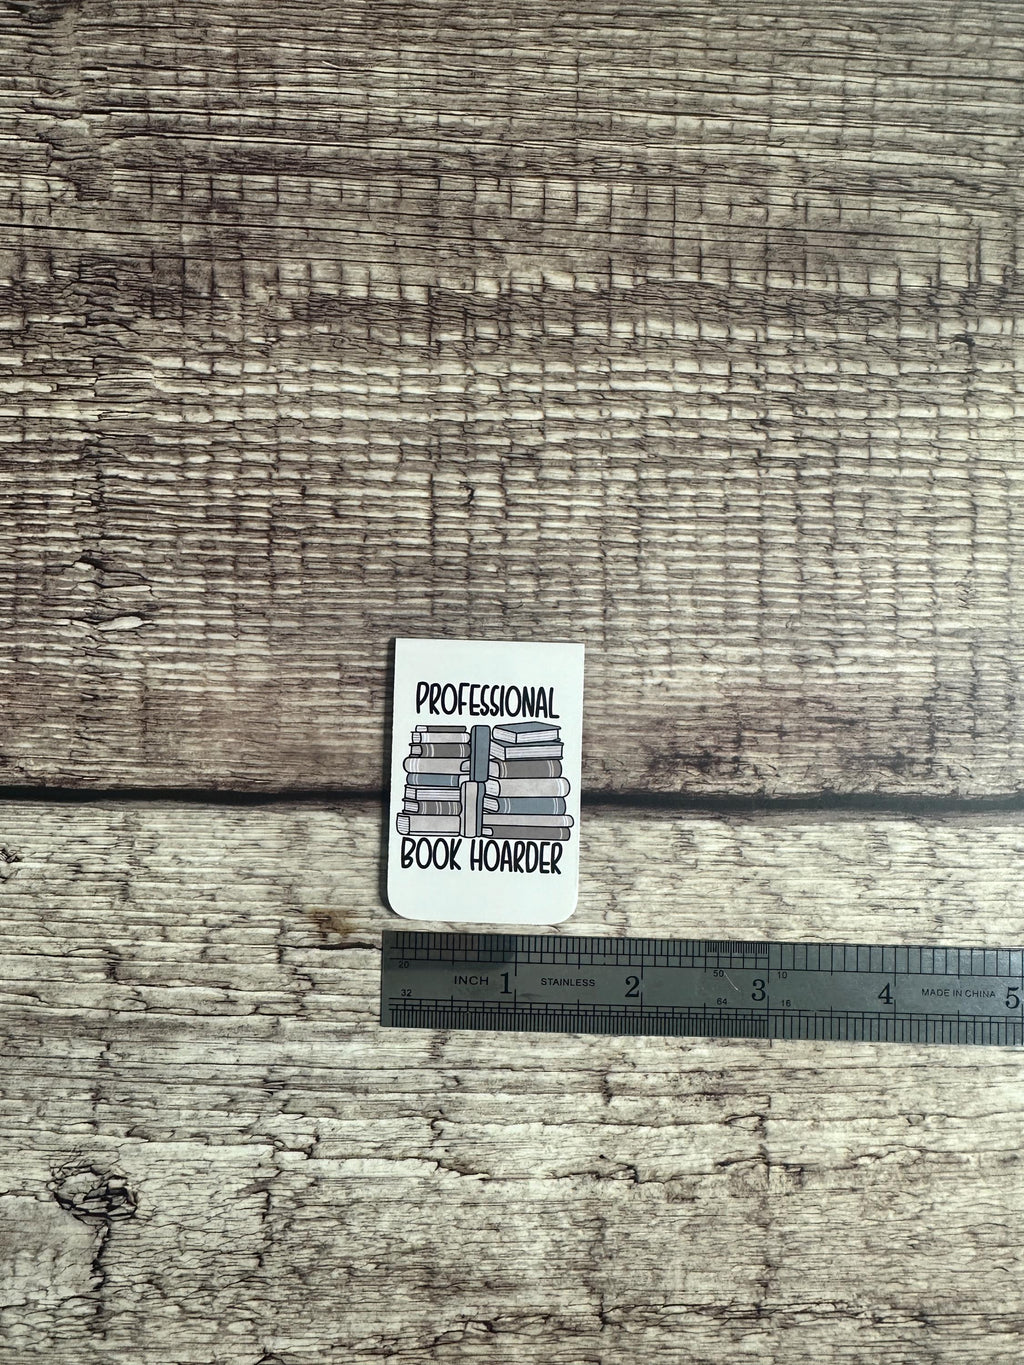 PROFESSIONAL
BOOK HOARDER
20 50 10
INCH 1 STAINLESS 2 3 4 MADE IN CHINA 5
32 64 16